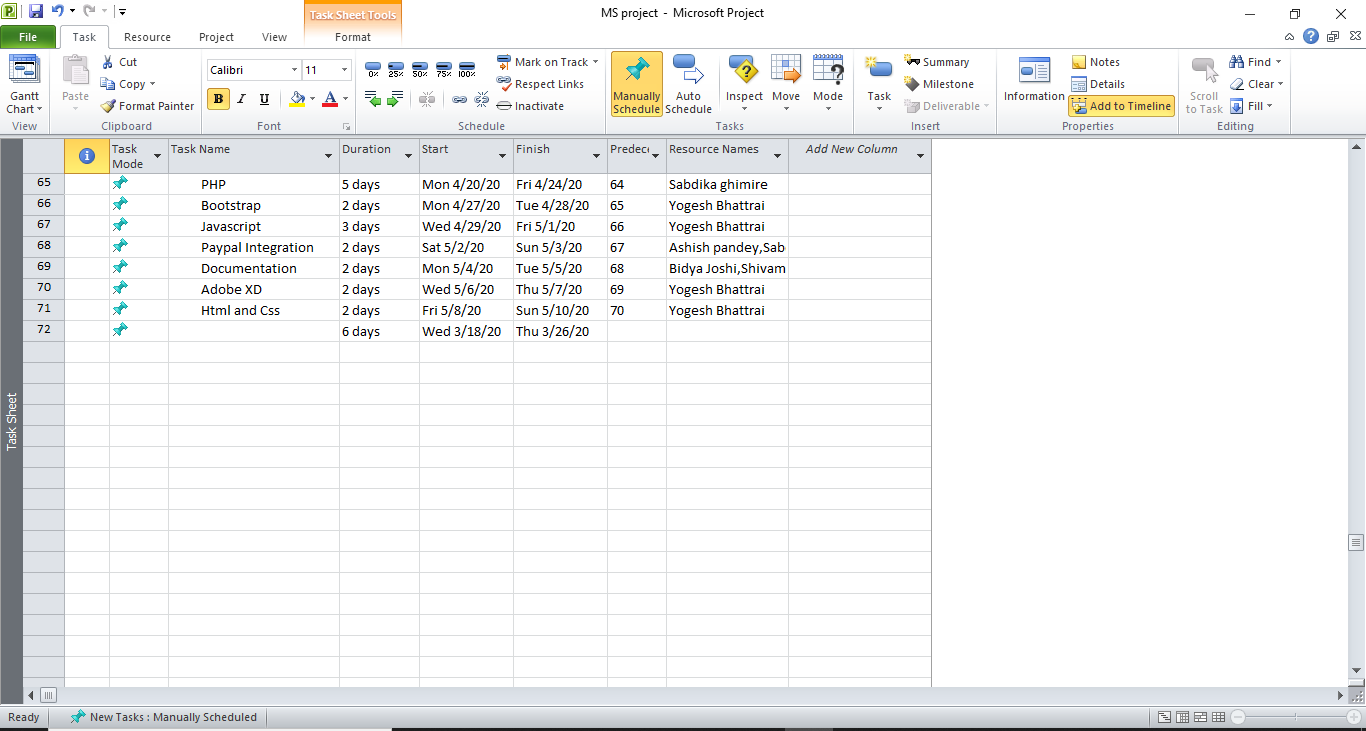 Task Sheet Tools
MS project - Microsoft Project
File Task Resource Project View Format
Gantt Chart
View
Paste
Cut
Copy
Format Painter
Clipboard
Calibri 11
B I U A
Font
0% 25% 50% 75% 100%
Mark on Track
Respect Links
Inactivate
Schedule
Manually Schedule
Auto Schedule
Inspect
Move
Mode
Tasks
Task
Summary
Milestone
Deliverable
Insert
Information
Notes
Details
Add to Timeline
Properties
Scroll to Task
Find
Clear
Fill
Editing
Task Mode Task Name Duration Start Finish Predec Resource Names Add New Column
65 PHP 5 days Mon 4/20/20 Fri 4/24/20 64 Sabdika ghimire
66 Bootstrap 2 days Mon 4/27/20 Tue 4/28/20 65 Yogesh Bhattrai
67 Javascript 3 days Wed 4/29/20 Fri 5/1/20 66 Yogesh Bhattrai
68 Paypal Integration 2 days Sat 5/2/20 Sun 5/3/20 67 Ashish pandey,Sab
69 Documentation 2 days Mon 5/4/20 Tue 5/5/20 68 Bidya Joshi,Shivam
70 Adobe XD 2 days Wed 5/6/20 Thu 5/7/20 69 Yogesh Bhattrai
71 Html and Css 2 days Fri 5/8/20 Sun 5/10/20 70 Yogesh Bhattrai
72 6 days Wed 3/18/20 Thu 3/26/20
Task Sheet
Ready New Tasks : Manually Scheduled